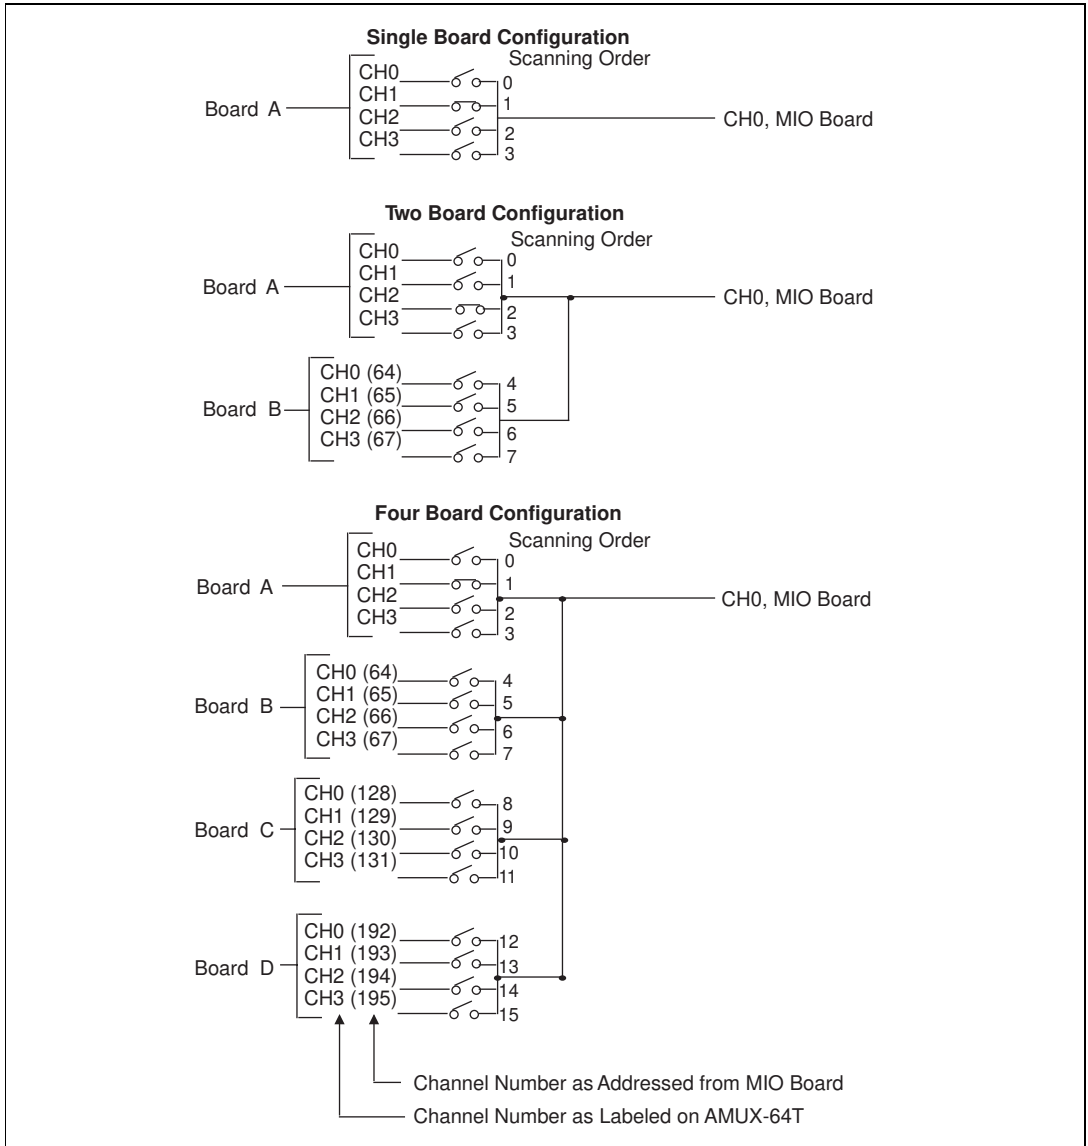 Single Board Configuration
Scanning Order
Board A
CH0
CH1
CH2
CH3
0
1
2
3
CH0, MIO Board
Two Board Configuration
Scanning Order
Board A
CH0
CH1
CH2
CH3
0
1
2
3
CH0, MIO Board
Board B
CH0 (64)
CH1 (65)
CH2 (66)
CH3 (67)
4
5
6
7
Four Board Configuration
Scanning Order
Board A
CH0
CH1
CH2
CH3
0
1
2
3
CH0, MIO Board
Board B
CH0 (64)
CH1 (65)
CH2 (66)
CH3 (67)
4
5
6
7
Board C
CH0 (128)
CH1 (129)
CH2 (130)
CH3 (131)
8
9
10
11
Board D
CH0 (192)
CH1 (193)
CH2 (194)
CH3 (195)
12
13
14
15
Channel Number as Addressed from MIO Board
Channel Number as Labeled on AMUX-64T